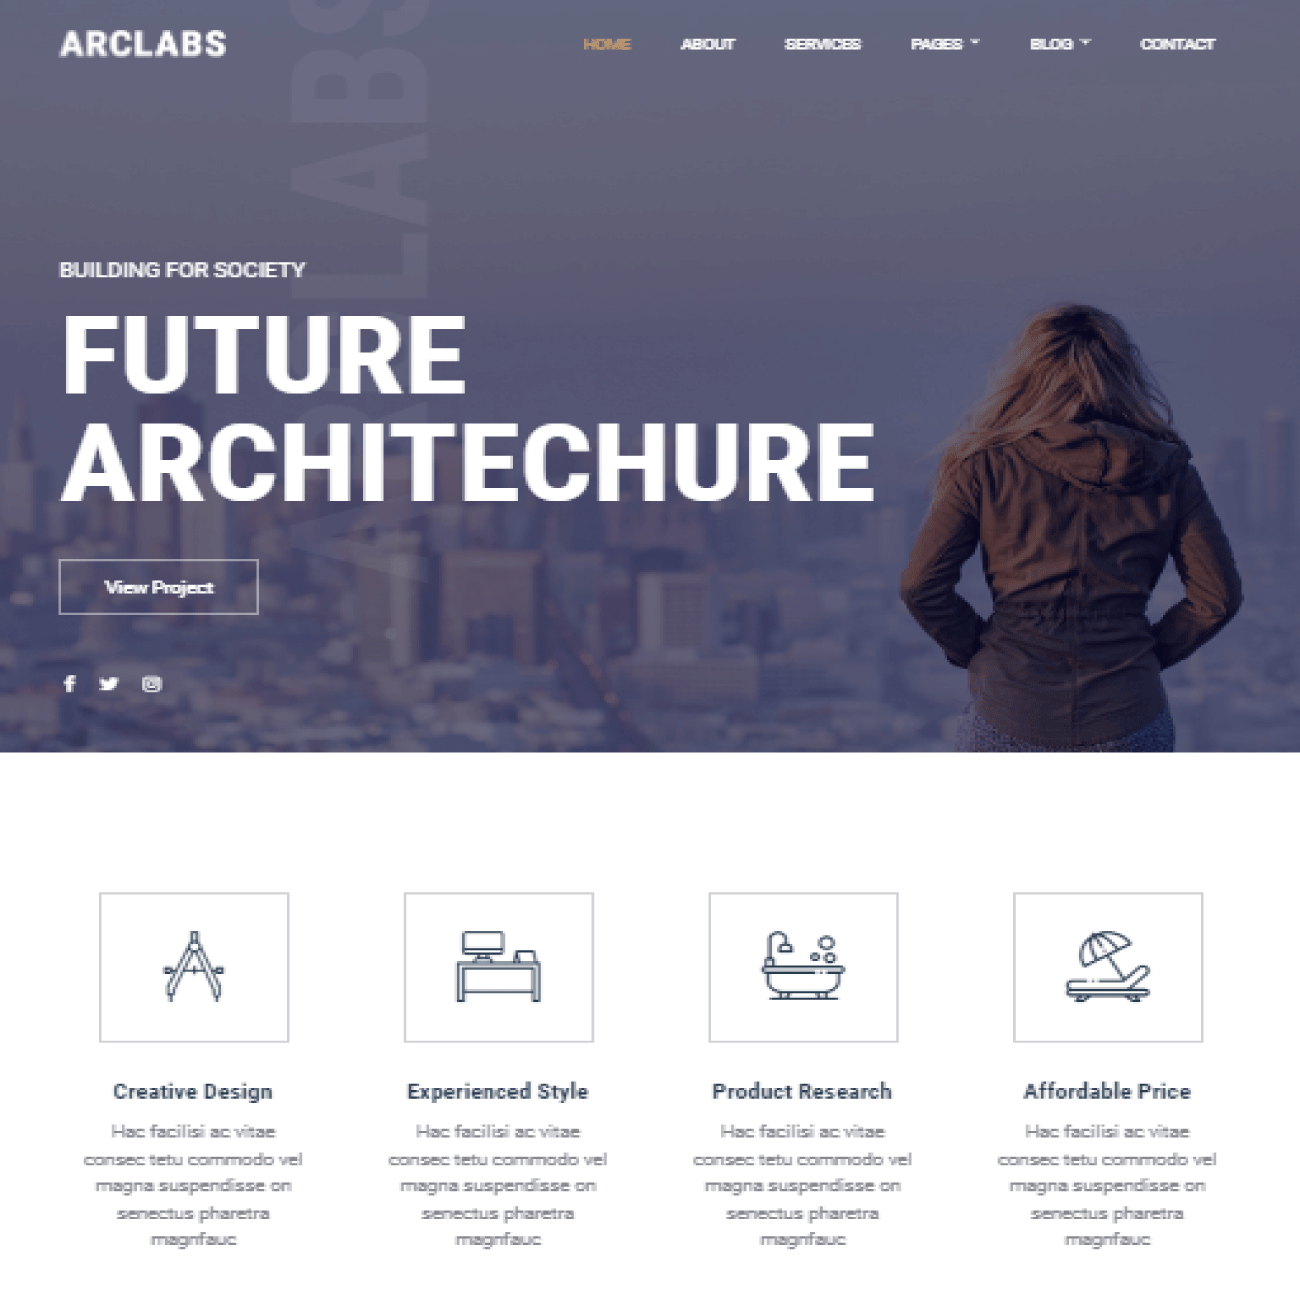 ARCLABS
HOME ABOUT SERVICES PAGES BLOG CONTACT
ARCLABS
BUILDING FOR SOCIETY
FUTURE
ARCHITECHURE
View Project
Creative Design
Hac facilisi ac vitae
consec tetu commodo vel
magna suspendisse on
senectus pharetra
magnfauc
Experienced Style
Hac facilisi ac vitae
consec tetu commodo vel
magna suspendisse on
senectus pharetra
magnfauc
Product Research
Hac facilisi ac vitae
consec tetu commodo vel
magna suspendisse on
senectus pharetra
magnfauc
Affordable Price
Hac facilisi ac vitae
consec tetu commodo vel
magna suspendisse on
senectus pharetra
magnfauc